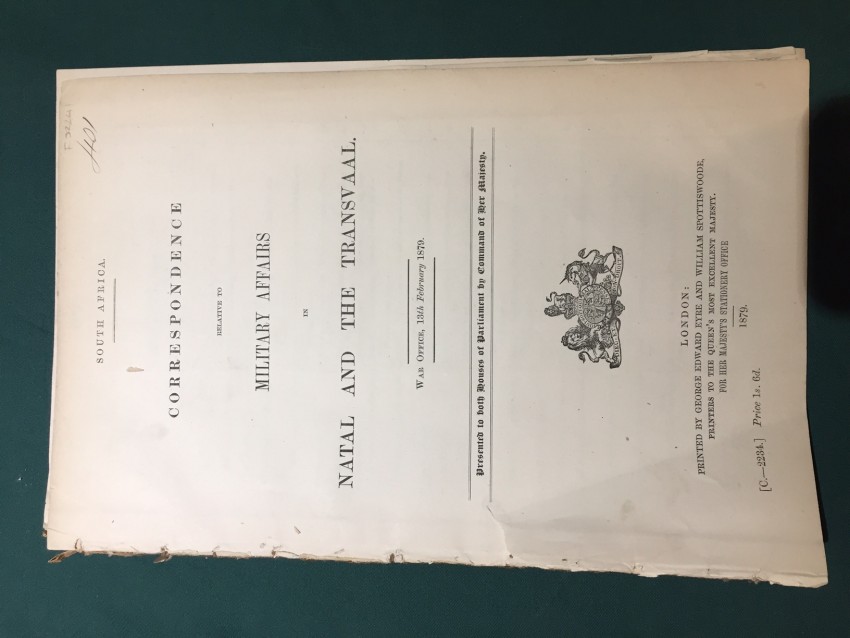 SOUTH AFRICA.
CORRESPONDENCE
RELATIVE TO
MILITARY AFFAIRS
IN
NATAL AND THE TRANSVAAL.
WAR OFFICE, 13th February 1879.
Presented to both Houses of Parliament by Command of Her Majesty.
LONDON:
PRINTED BY GEORGE EDWARD EYRE AND WILLIAM SPOTTISWOODE,
PRINTERS TO THE QUEEN'S MOST EXCELLENT MAJESTY.
FOR HER MAJESTY'S STATIONERY OFFICE
1879.
[C.—2234.] Price 1s. 6d.